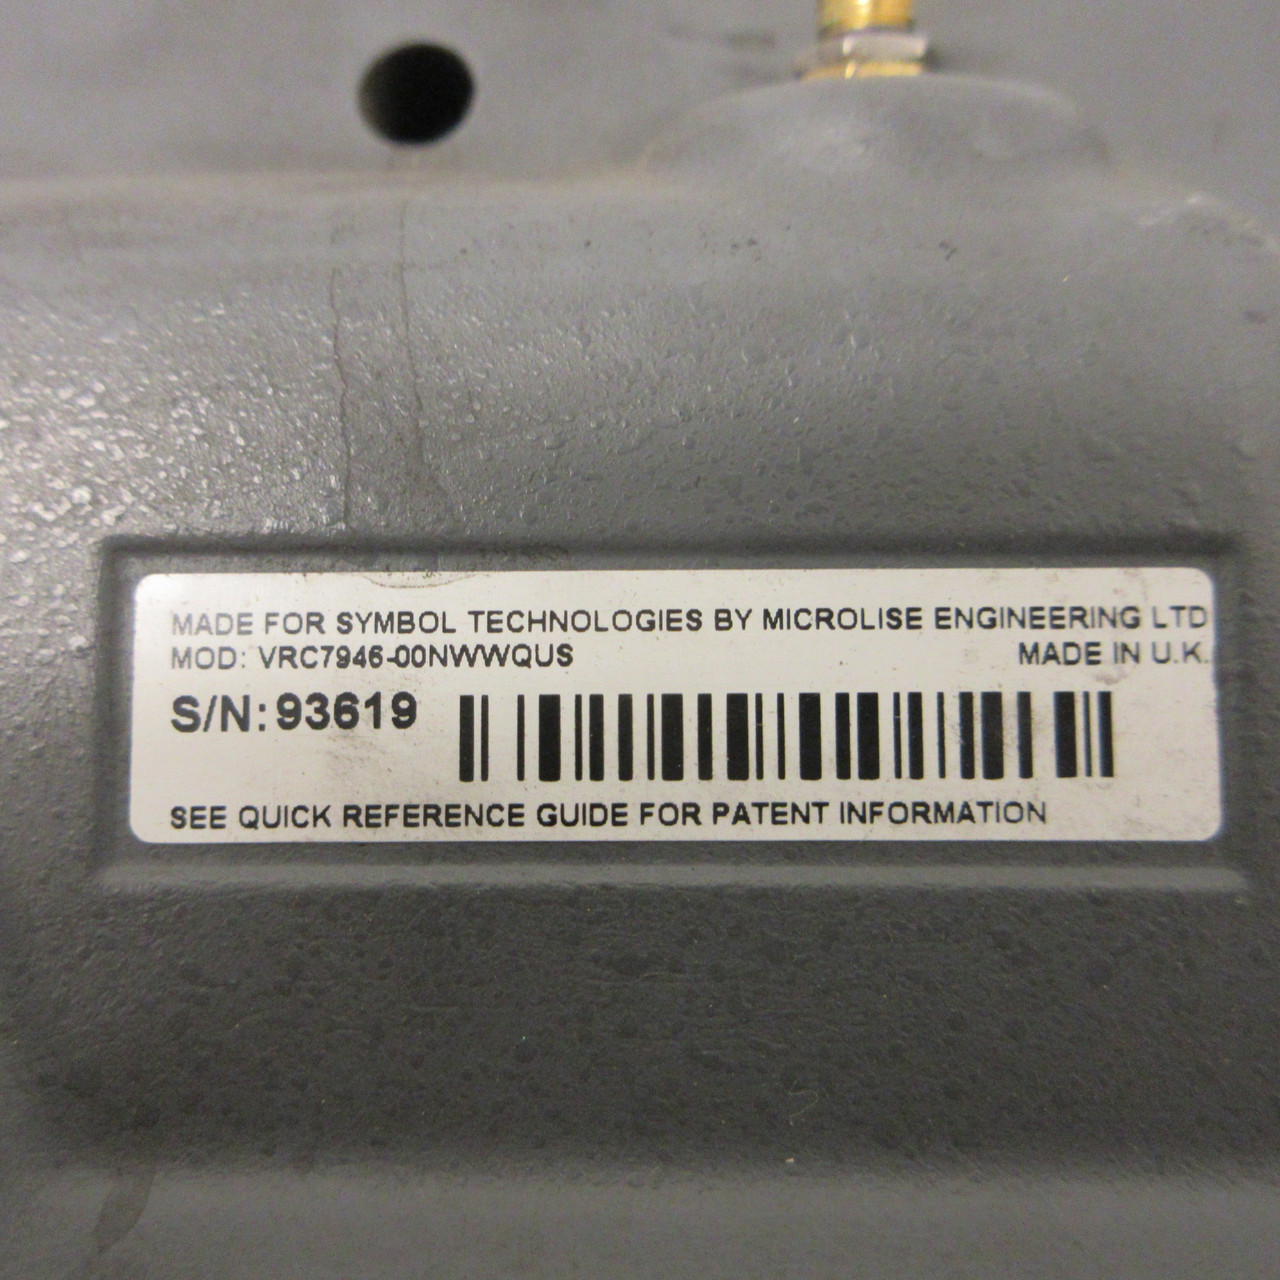 MADE FOR SYMBOL TECHNOLOGIES BY MICROLISE ENGINEERING LTD
MOD: VRC7946-00NWWQUS MADE IN U.K.
S/N: 93619
SEE QUICK REFERENCE GUIDE FOR PATENT INFORMATION